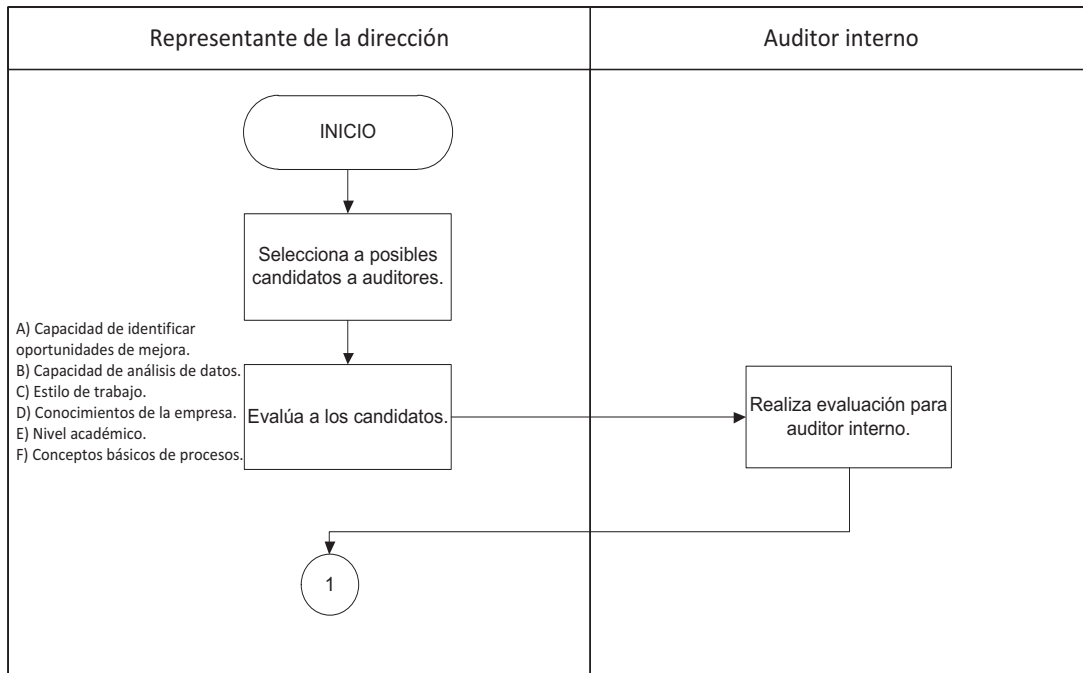 Representante de la dirección
Auditor interno
INICIO
Selecciona a posibles
candidatos a auditores.
A) Capacidad de identificar
oportunidades de mejora.
B) Capacidad de análisis de datos.
C) Estilo de trabajo.
D) Conocimientos de la empresa.
E) Nivel académico.
F) Conceptos básicos de procesos.
Evalúa a los candidatos.
Realiza evaluación para
auditor interno.
1